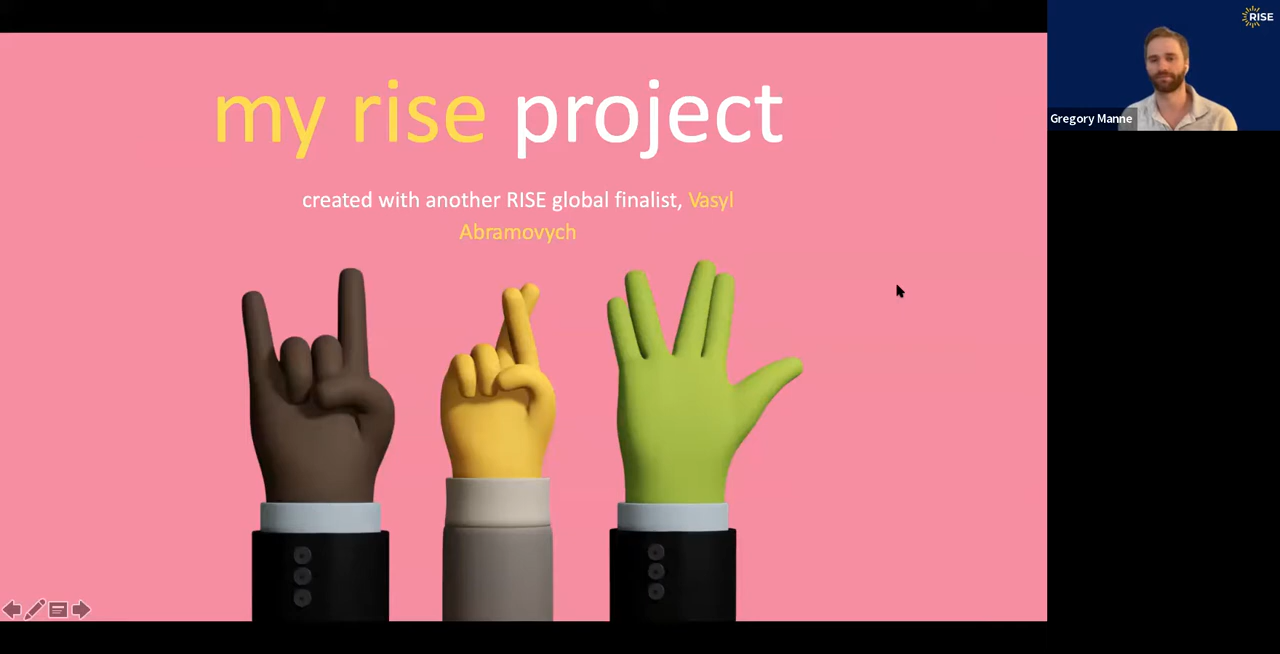 my rise project
created with another RISE global finalist, Vasyl
Abramovych
RISE
Gregory Manne